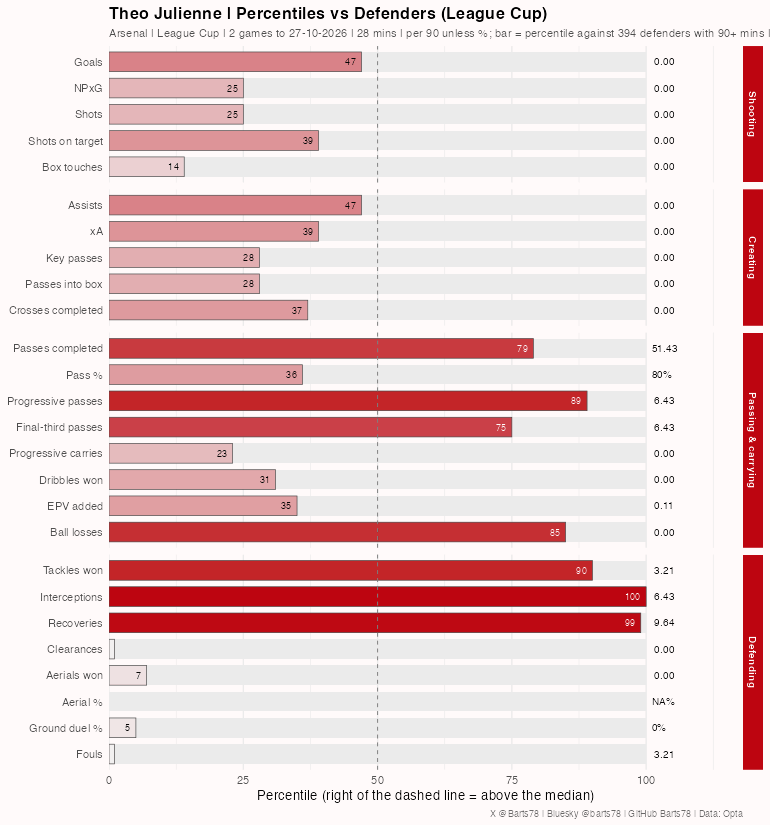 Theo Julienne | Percentiles vs Defenders (League Cup)
Arsenal | League Cup | 2 games to 27-10-2026 | 28 mins | per 90 unless %; bar = percentile against 394 defenders with 90+ mins |
Goals 47 0.00
NPxG 25 0.00
Shots 25 0.00
Shots on target 39 0.00
Box touches 14 0.00
Shooting
Assists 47 0.00
xA 39 0.00
Key passes 28 0.00
Passes into box 28 0.00
Crosses completed 37 0.00
Creating
Passes completed 79 51.43
Pass % 36 80%
Progressive passes 89 6.43
Final-third passes 75 6.43
Progressive carries 23 0.00
Dribbles won 31 0.00
EPV added 35 0.11
Ball losses 85 0.00
Passing & carrying
Tackles won 90 3.21
Interceptions 100 6.43
Recoveries 99 9.64
Clearances 0.00
Aerials won 7 0.00
Aerial % NA%
Ground duel % 5 0%
Fouls 3.21
Defending
0 25 50 75 100
Percentile (right of the dashed line = above the median)
X @Barts78 | Bluesky @barts78 | GitHub Barts78 | Data: Opta